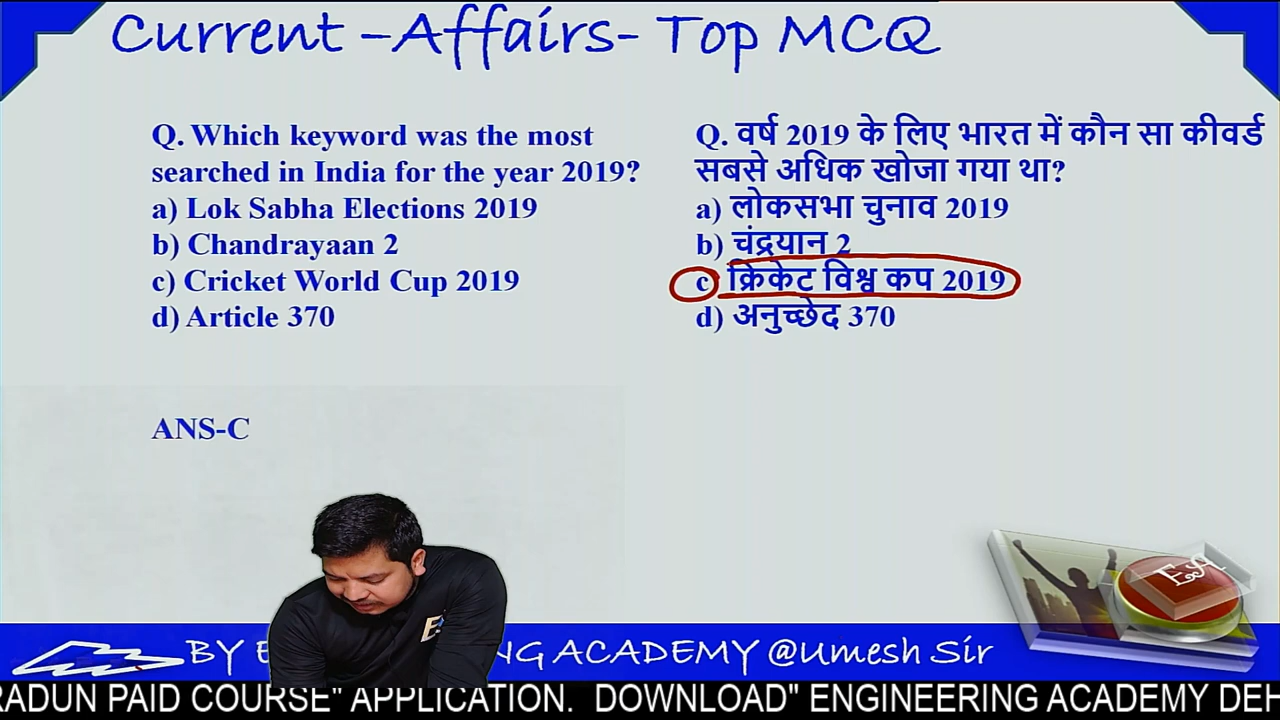 Current –Affairs- Top MCQ
Q. Which keyword was the most
searched in India for the year 2019?
a) Lok Sabha Elections 2019
b) Chandrayaan 2
c) Cricket World Cup 2019
d) Article 370
ANS-C
Q. वर्ष 2019 के लिए भारत में कौन सा कीवर्ड
सबसे अधिक खोजा गया था?
a) लोकसभा चुनाव 2019
b) चंद्रयान 2
c) क्रिकेट विश्व कप 2019
d) अनुच्छेद 370
EA
BY E NG ACADEMY @Umesh Sir
RADUN PAID COURSE" APPLICATION. DOWNLOAD" ENGINEERING ACADEMY DEH